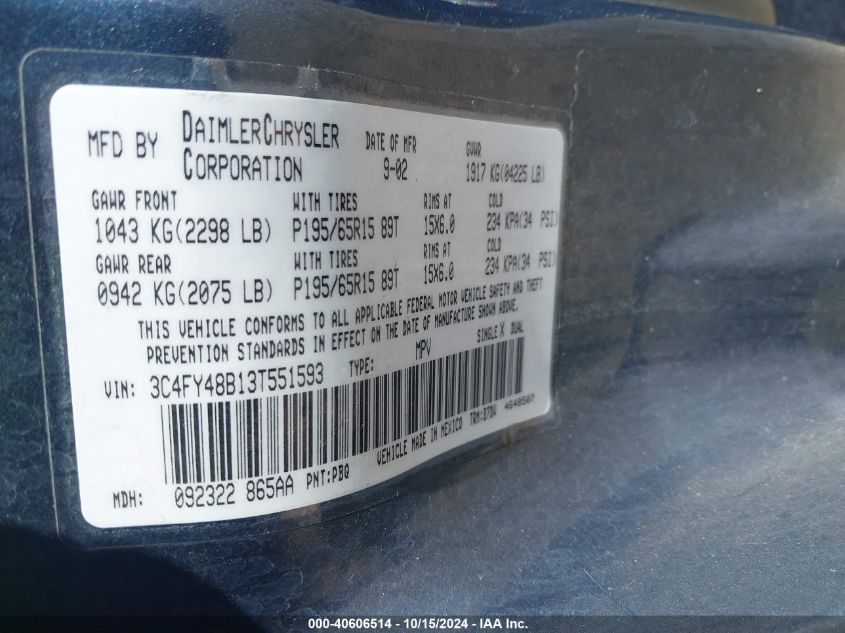 MFD BY DAIMLERCHRYSLER CORPORATION DATE OF MFR 9-02 GVWR 1917 KG(04225 LB)
GAWR FRONT WITH TIRES RIMS AT COLD
1043 KG(2298 LB) P195/65R15 89T 15X6.0 234 KPA(34 PSI)
GAWR REAR WITH TIRES RIMS AT COLD
0942 KG(2075 LB) P195/65R15 89T 15X6.0 234 KPA(34 PSI)
THIS VEHICLE CONFORMS TO ALL APPLICABLE FEDERAL MOTOR VEHICLE SAFETY AND THEFT
PREVENTION STANDARDS IN EFFECT ON THE DATE OF MANUFACTURE SHOWN ABOVE.
VIN: 3C4FY48B13T551593 TYPE: MPV SINGLE X DUAL
VEHICLE MADE IN MEXICO TRM:27D4 4648507
MDH: 092322 865AA PNT:PBQ
000-40606514 / 10/15/2024 - IAA Inc.